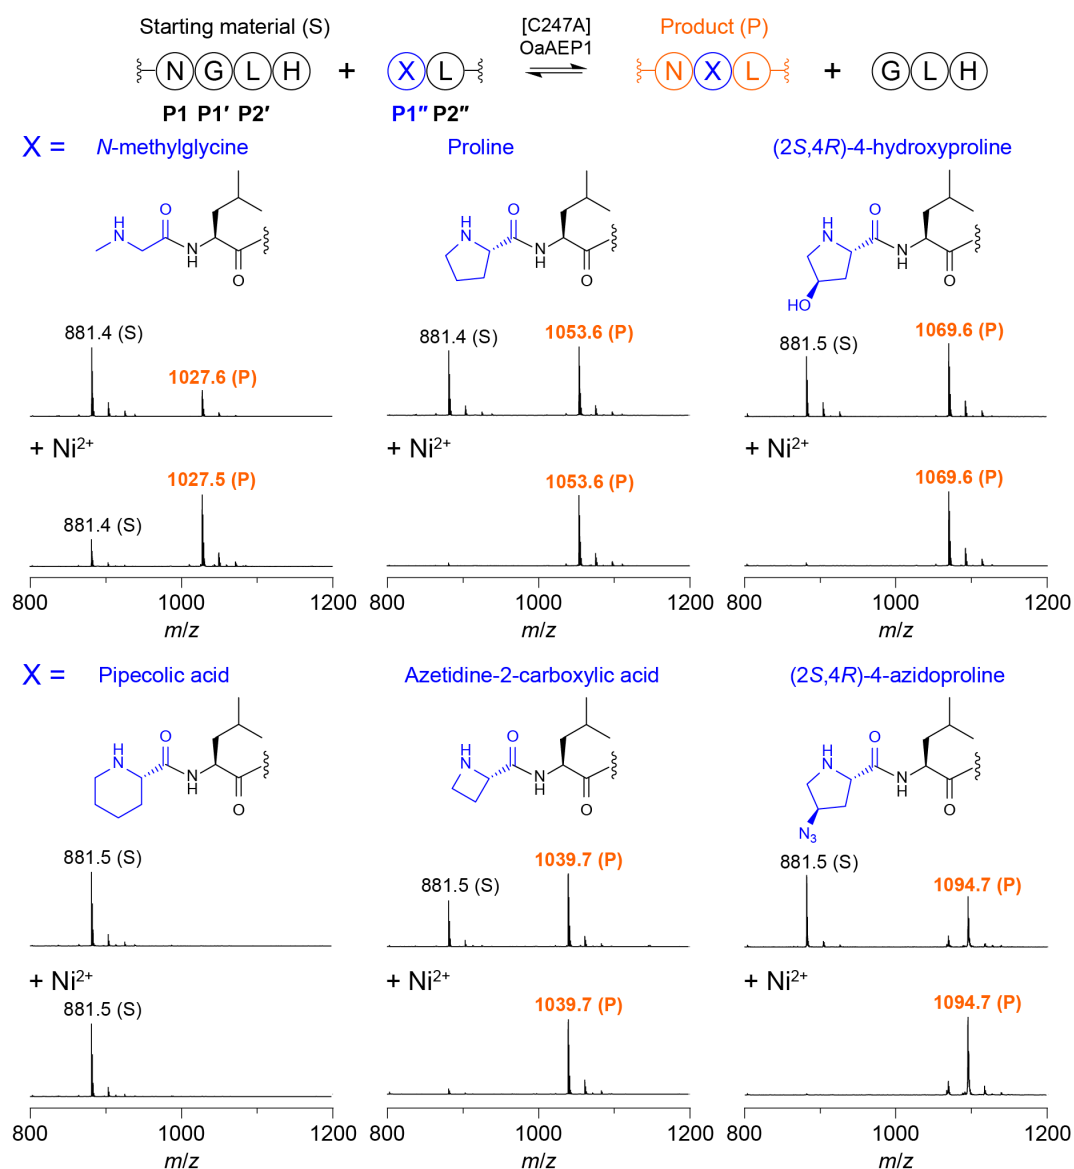 Starting material (S) [C247A] Product (P)
OaAEP1
N G L H + X L N X L + G L H
P1 P1′ P2′ P1″ P2″
X = N-methylglycine Proline (2S,4R)-4-hydroxyproline
H N O N H O
H N O N H O
H N O N H O HO
881.4 (S) 1027.6 (P)
881.4 (S) 1053.6 (P)
881.5 (S) 1069.6 (P)
+ Ni2+ + Ni2+ + Ni2+
881.4 (S) 1027.5 (P)
1053.6 (P)
1069.6 (P)
800 1000 1200 800 1000 1200 800 1000 1200
m/z m/z m/z
X = Pipecolic acid Azetidine-2-carboxylic acid (2S,4R)-4-azidoproline
H N O N H O
H N O N H O
H N O N H O N3
881.5 (S)
881.5 (S) 1039.7 (P)
881.5 (S) 1094.7 (P)
+ Ni2+ + Ni2+ + Ni2+
881.5 (S)
1039.7 (P)
1094.7 (P)
800 1000 1200 800 1000 1200 800 1000 1200
m/z m/z m/z